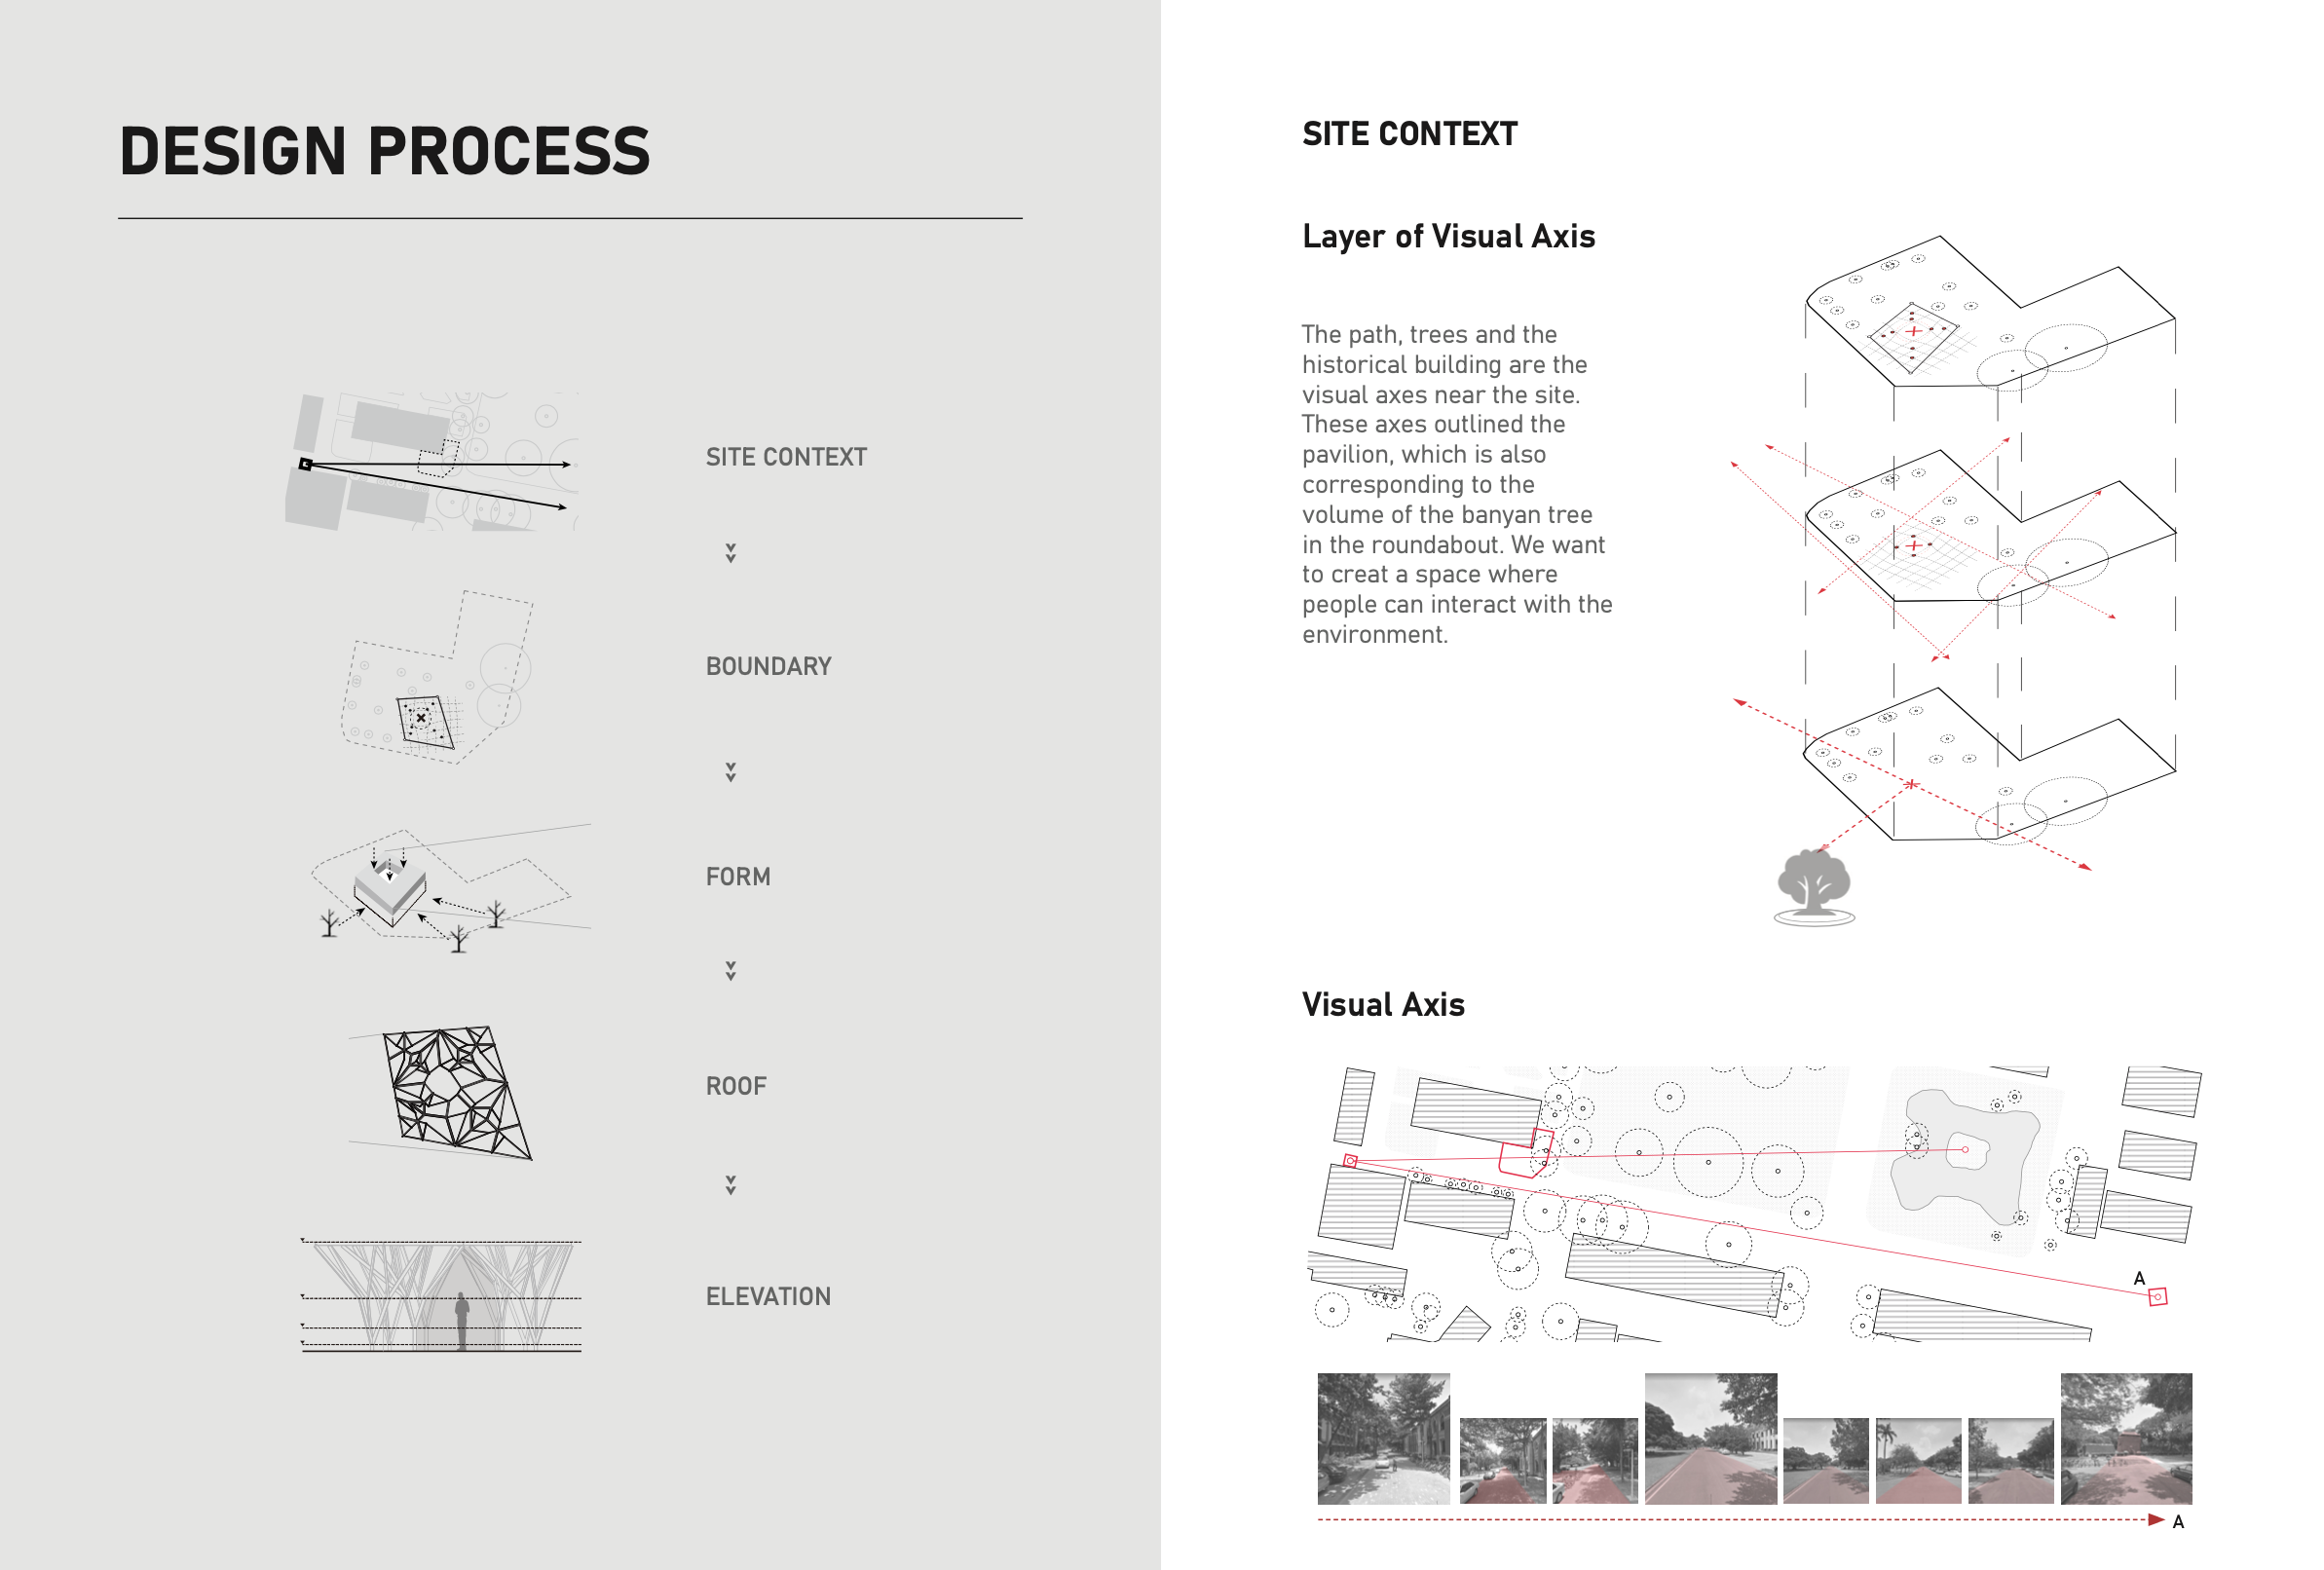 DESIGN PROCESS
SITE CONTEXT
BOUNDARY
FORM
ROOF
ELEVATION
SITE CONTEXT
Layer of Visual Axis
The path, trees and the
historical building are the
visual axes near the site.
These axes outlined the
pavilion, which is also
corresponding to the
volume of the banyan tree
in the roundabout. We want
to creat a space where
people can interact with the
environment.
Visual Axis
A
A